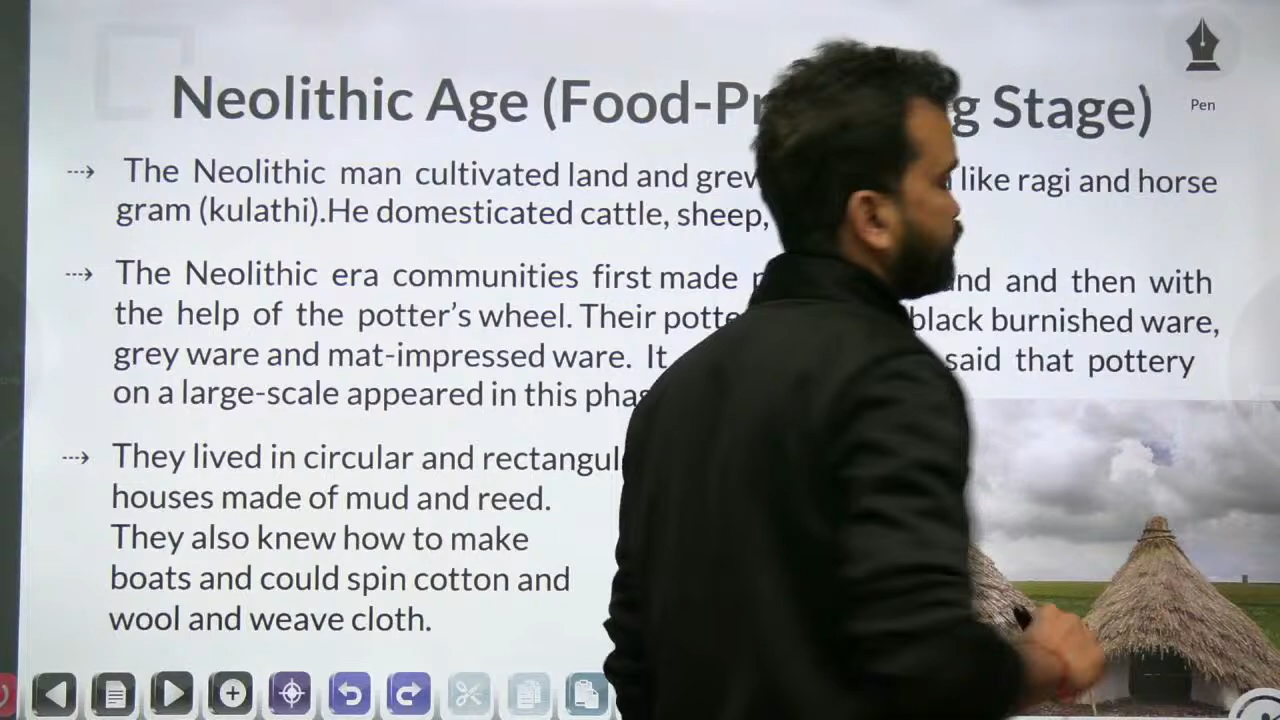 Neolithic Age (Food-Pr g Stage)
Pen
The Neolithic man cultivated land and grew like ragi and horse
gram (kulathi).He domesticated cattle, sheep,
The Neolithic era communities first made and then with
the help of the potter's wheel. Their black burnished ware,
grey ware and mat-impressed ware. It said that pottery
on a large-scale appeared in this
They lived in circular and
houses made of mud and reed.
They also knew how to make
boats and could spin cotton and
wool and weave cloth.